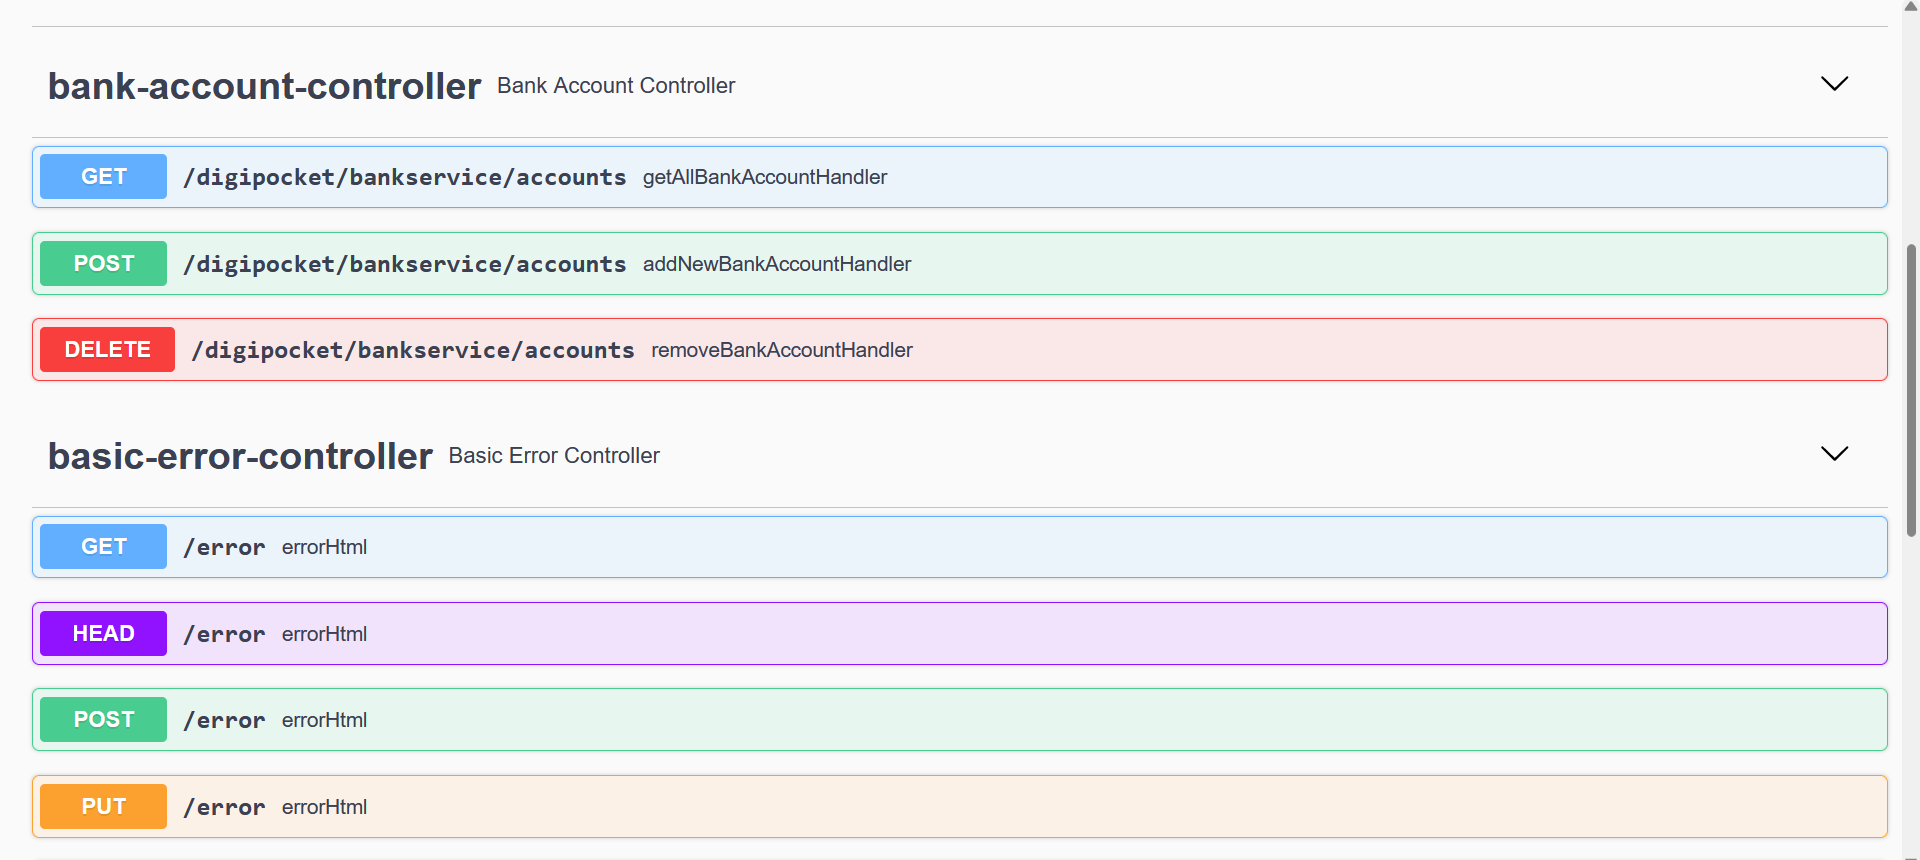 bank-account-controller Bank Account Controller
GET /digipocket/bankservice/accounts getAllBankAccountHandler
POST /digipocket/bankservice/accounts addNewBankAccountHandler
DELETE /digipocket/bankservice/accounts removeBankAccountHandler
basic-error-controller Basic Error Controller
GET /error errorHtml
HEAD /error errorHtml
POST /error errorHtml
PUT /error errorHtml